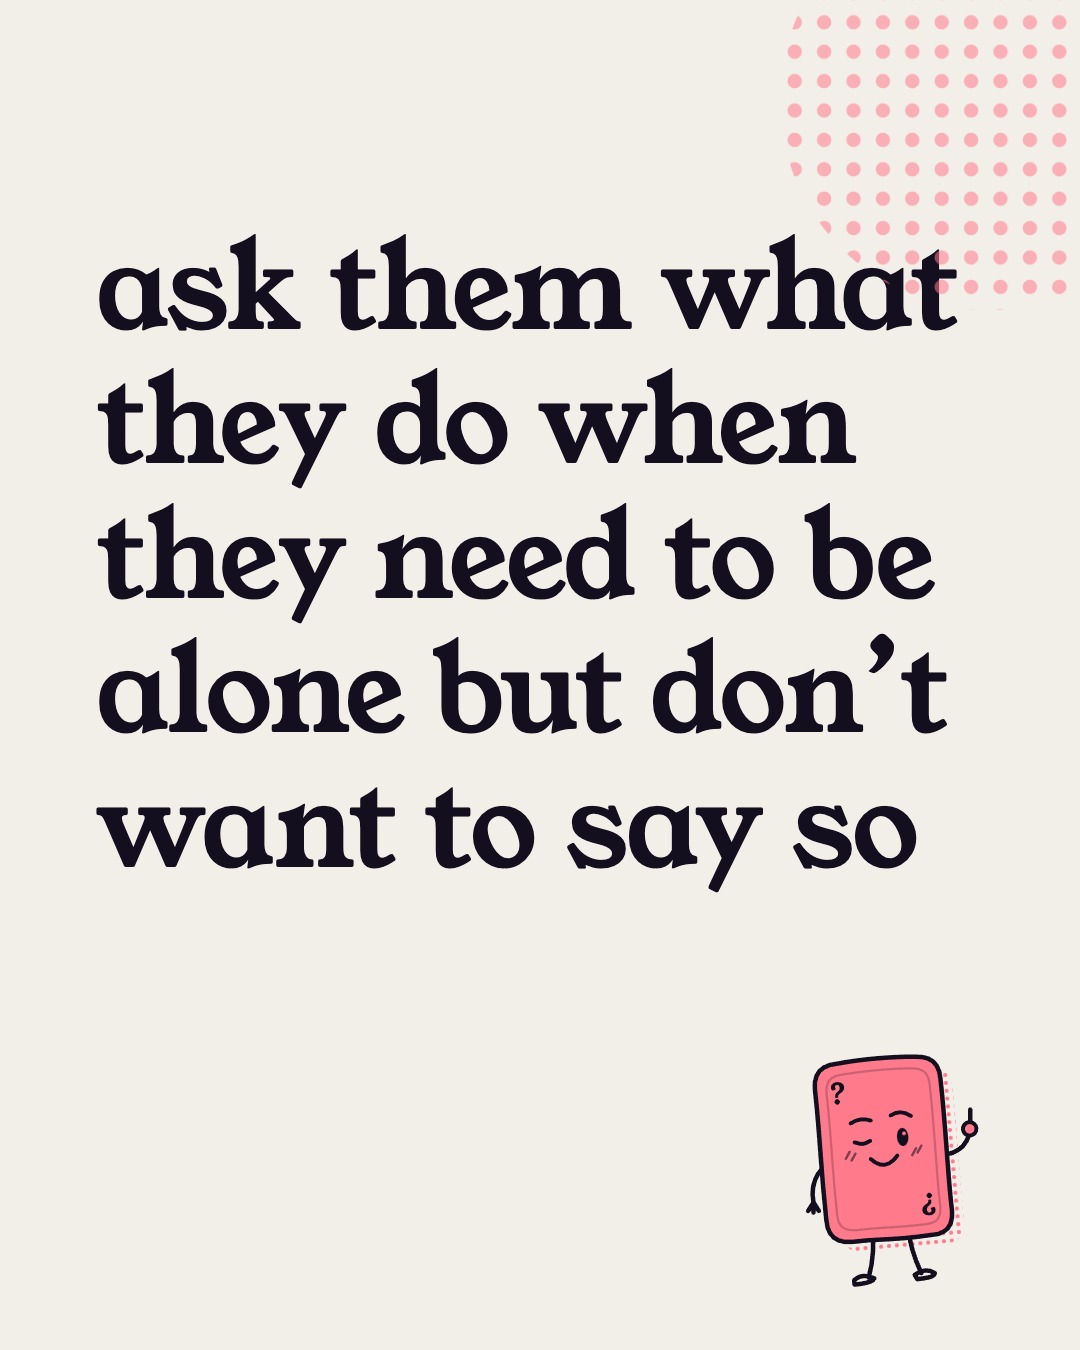 ask them what
they do when
they need to be
alone but don’t
want to say so
?
?